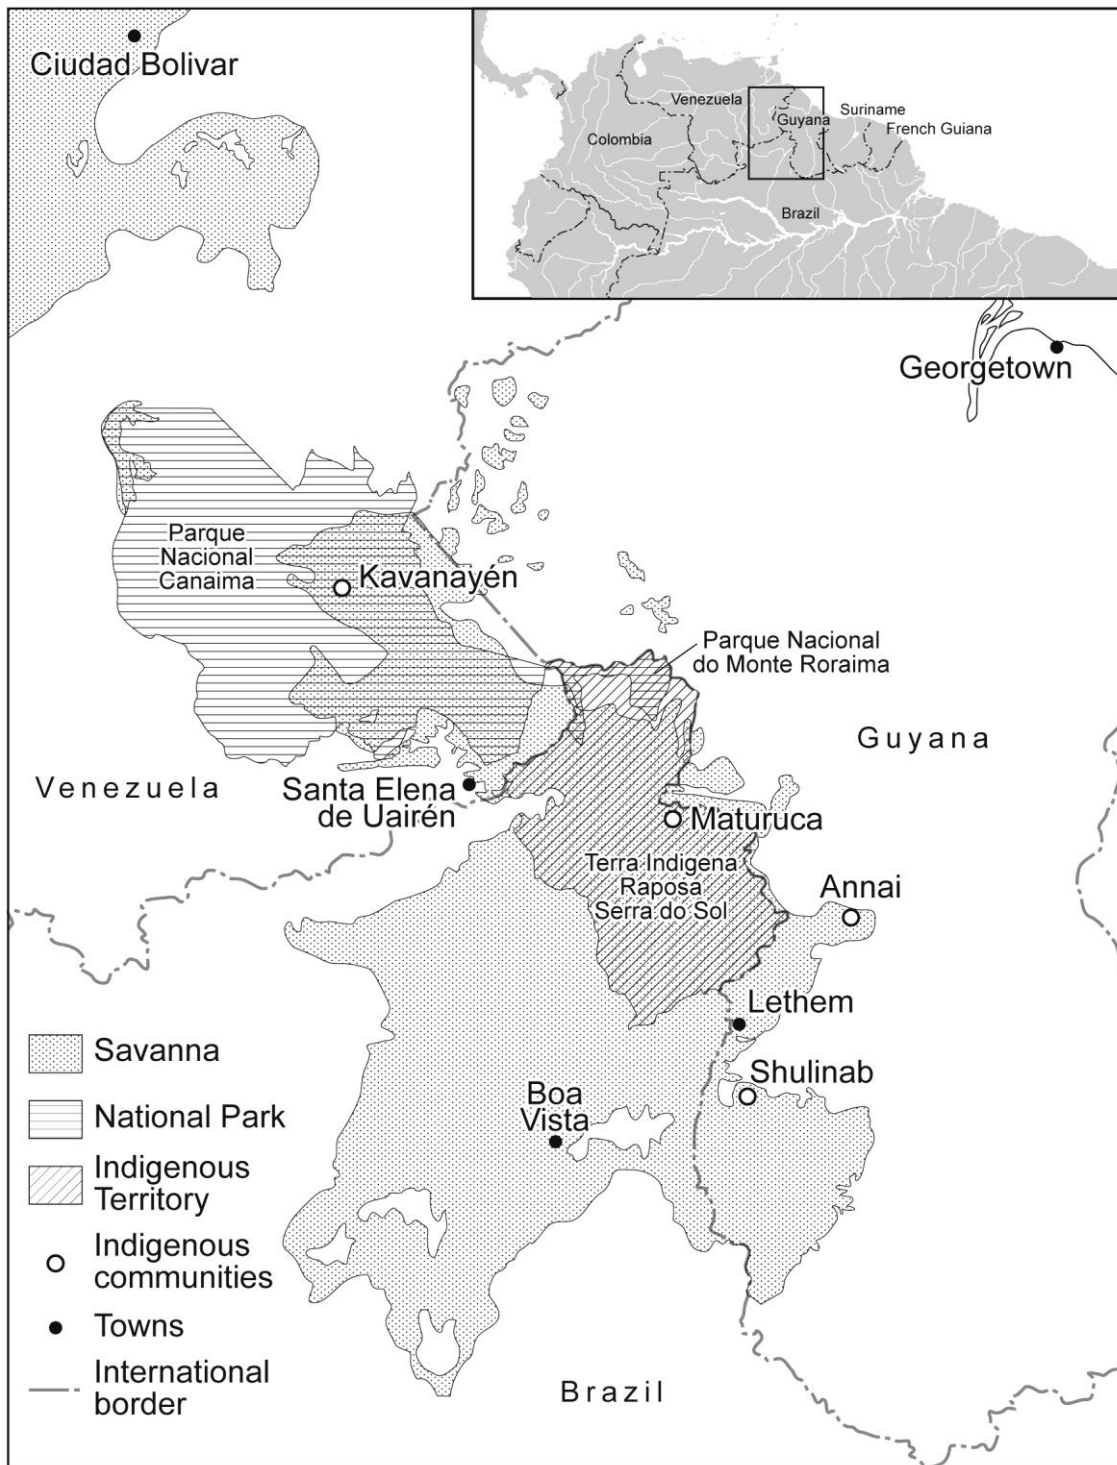 Ciudad Bolivar
Venezuela
Colombia
Guyana
Suriname
French Guiana
Brazil
Georgetown
Parque
Nacional
Canaima
Kavanayén
Parque Nacional
do Monte Roraima
Guyana
Venezuela
Santa Elena
de Uairén
Maturuca
Terra Indigena
Raposa
Serra do Sol
Annai
Lethem
Shulinab
Boa
Vista
Brazil
Savanna
National Park
Indigenous
Territory
Indigenous
communities
Towns
International
border